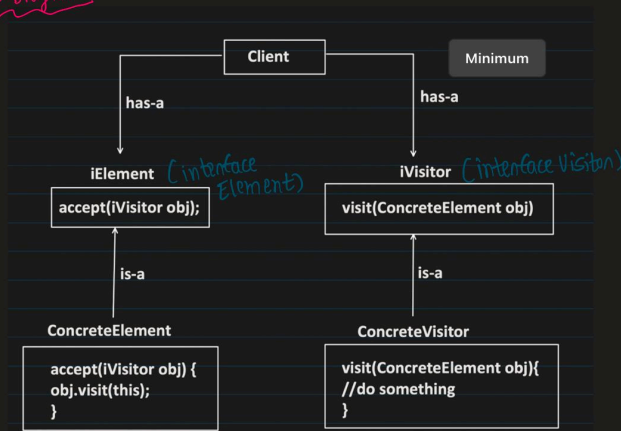 Client
Minimum
has-a
has-a
iElement (interface Element)
iVisitor (interface Visitor)
accept(iVisitor obj);
visit(ConcreteElement obj)
is-a
is-a
ConcreteElement
ConcreteVisitor
accept(iVisitor obj) {
obj.visit(this);
}
visit(ConcreteElement obj){
//do something
}